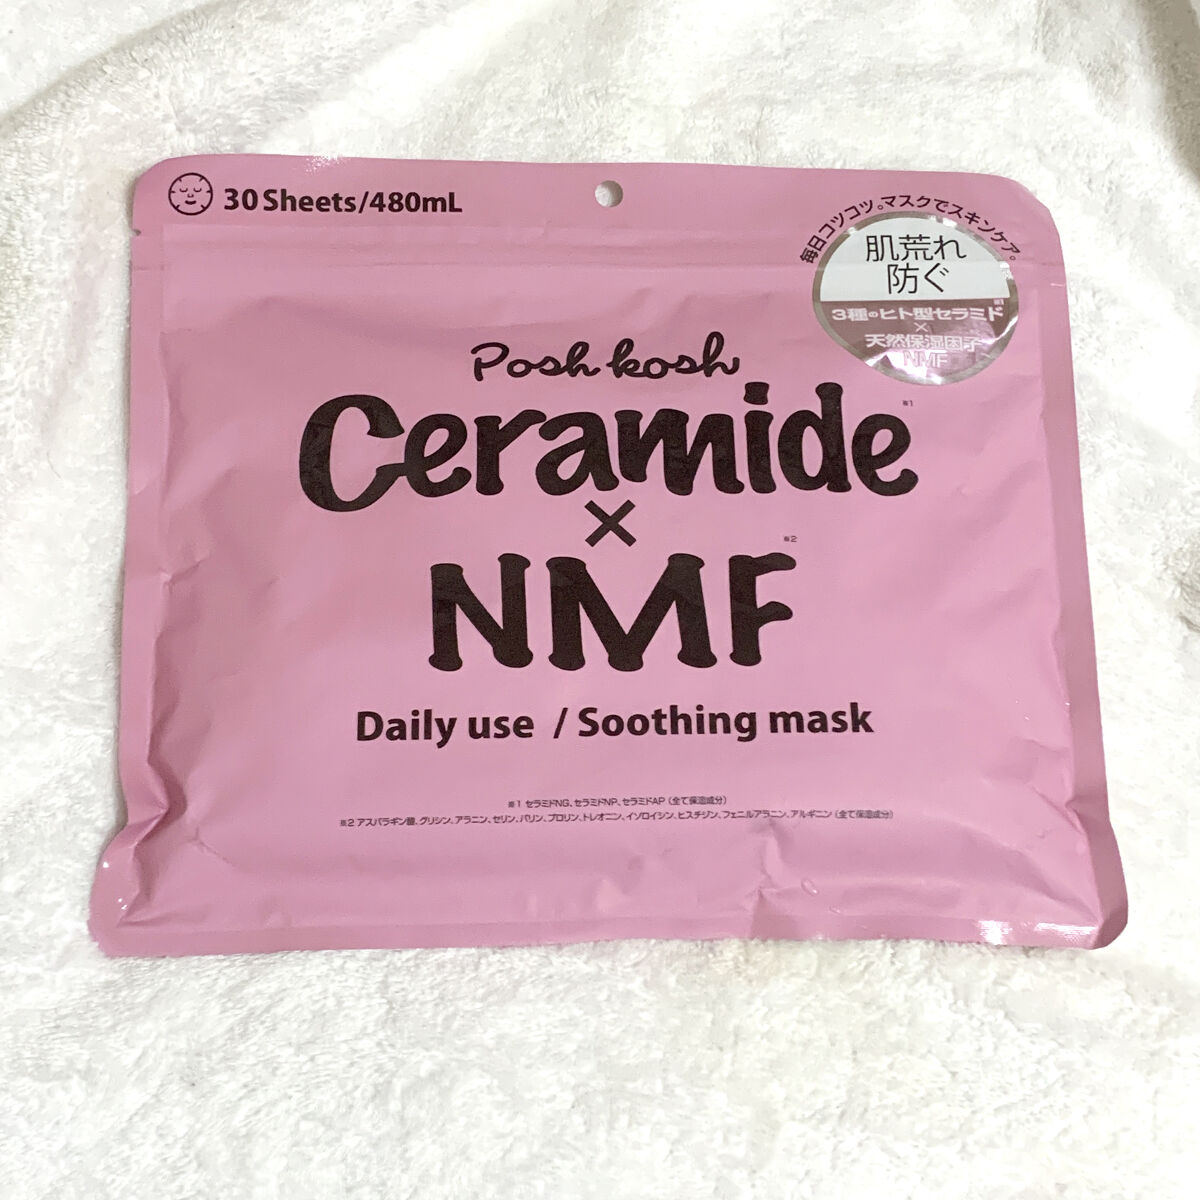 30 Sheets/480mL
毎日コツコツ。マスクでスキンケア。
肌荒れ
防ぐ
3種のヒト型セラミド※1
×
天然保湿因子
NMF
Posh kosh
Ceramide※1
×
NMF※2
Daily use / Soothing mask
※1 セラミドNG、セラミドNP、セラミドAP（全て保湿成分）
※2 アスパラギン酸、グリシン、アラニン、セリン、バリン、プロリン、トレオニン、イソロイシン、ヒスチジン、フェニルアラニン、アルギニン（全て保湿成分）